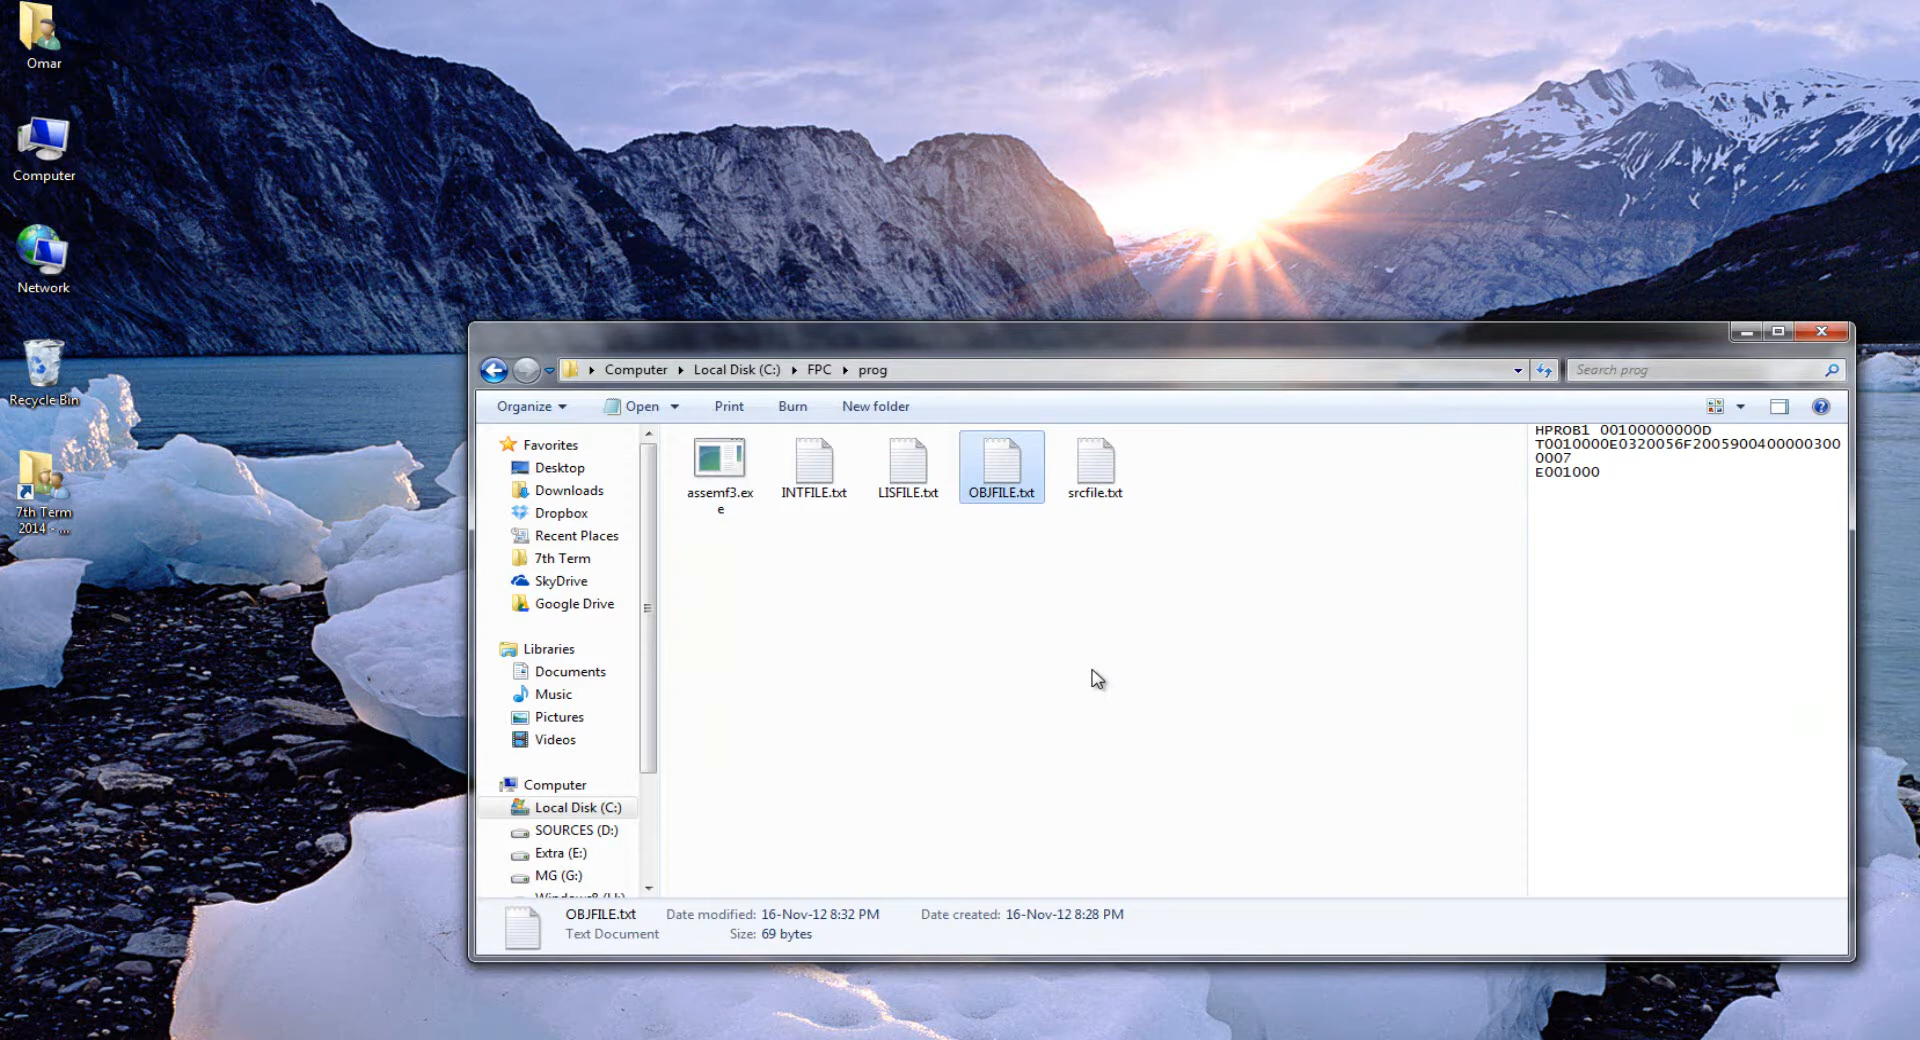 Omar
Computer
Network
Recycle Bin
7th Term
2014 - ...
Computer Local Disk (C:) FPC prog
Search prog
Organize Open Print Burn New folder
Favorites
Desktop
Downloads
Dropbox
Recent Places
7th Term
SkyDrive
Google Drive
Libraries
Documents
Music
Pictures
Videos
Computer
Local Disk (C:)
SOURCES (D:)
Extra (E:)
MG (G:)
assemf3.ex
e
INTFILE.txt
LISFILE.txt
OBJFILE.txt
srcfile.txt
HPROB1 00100000000D
T0010000E0320056F2005900400000300
0007
E001000
OBJFILE.txt Date modified: 16-Nov-12 8:32 PM Date created: 16-Nov-12 8:28 PM
Text Document Size: 69 bytes